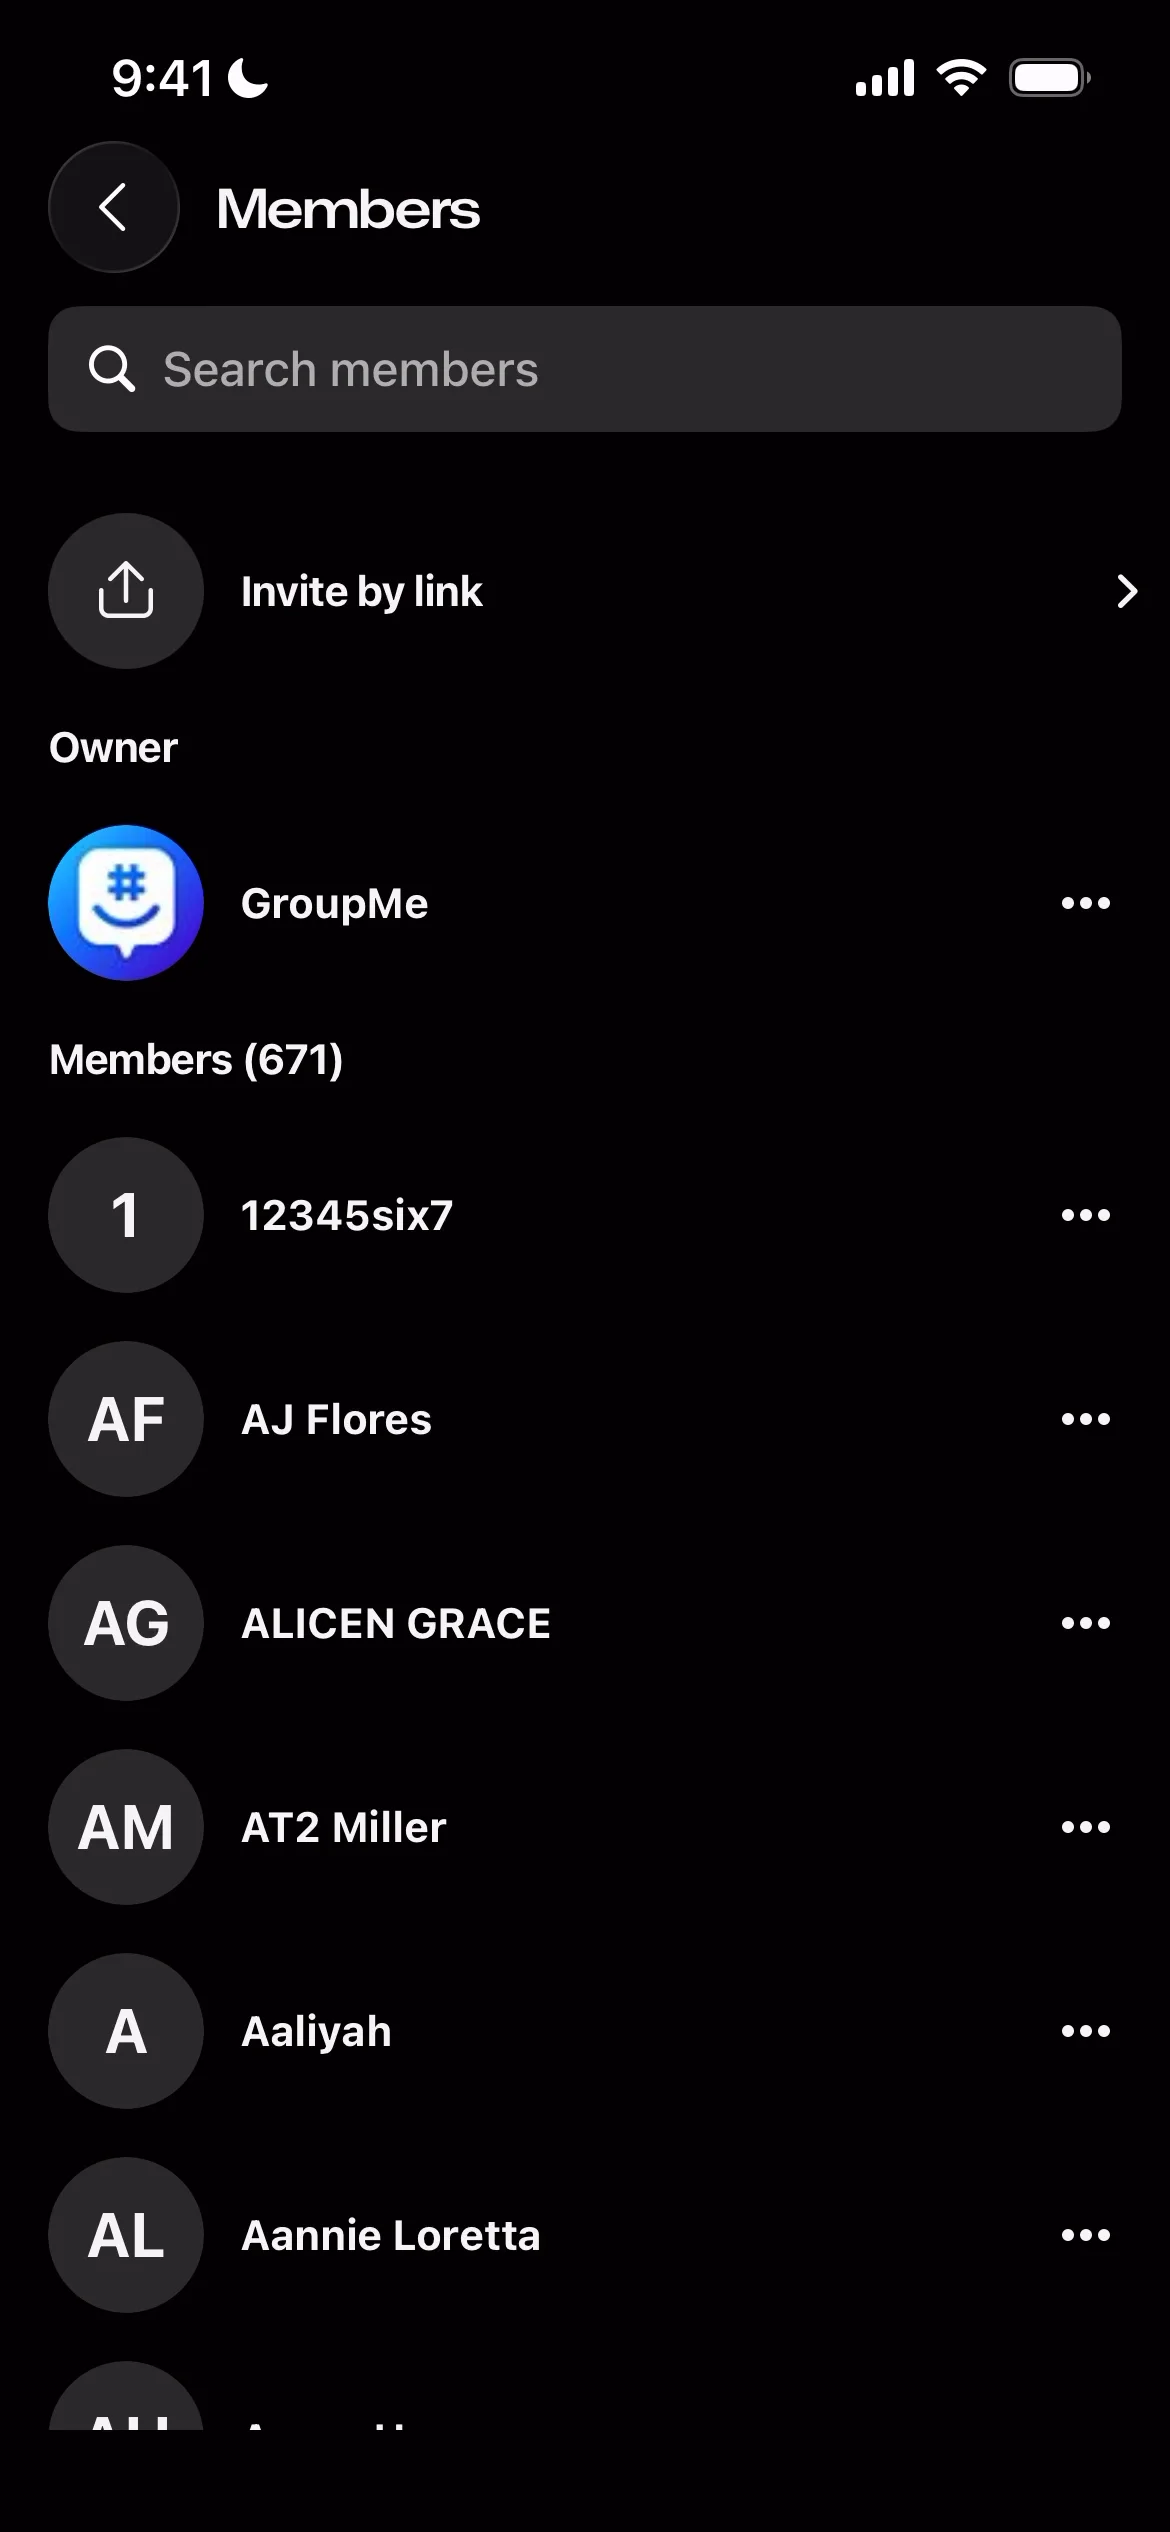 9:41
Members
Search members
Invite by link
Owner
#
GroupMe
Members (671)
1
12345six7
AF
AJ Flores
AG
ALICEN GRACE
AM
AT2 Miller
A
Aaliyah
AL
Aannie Loretta